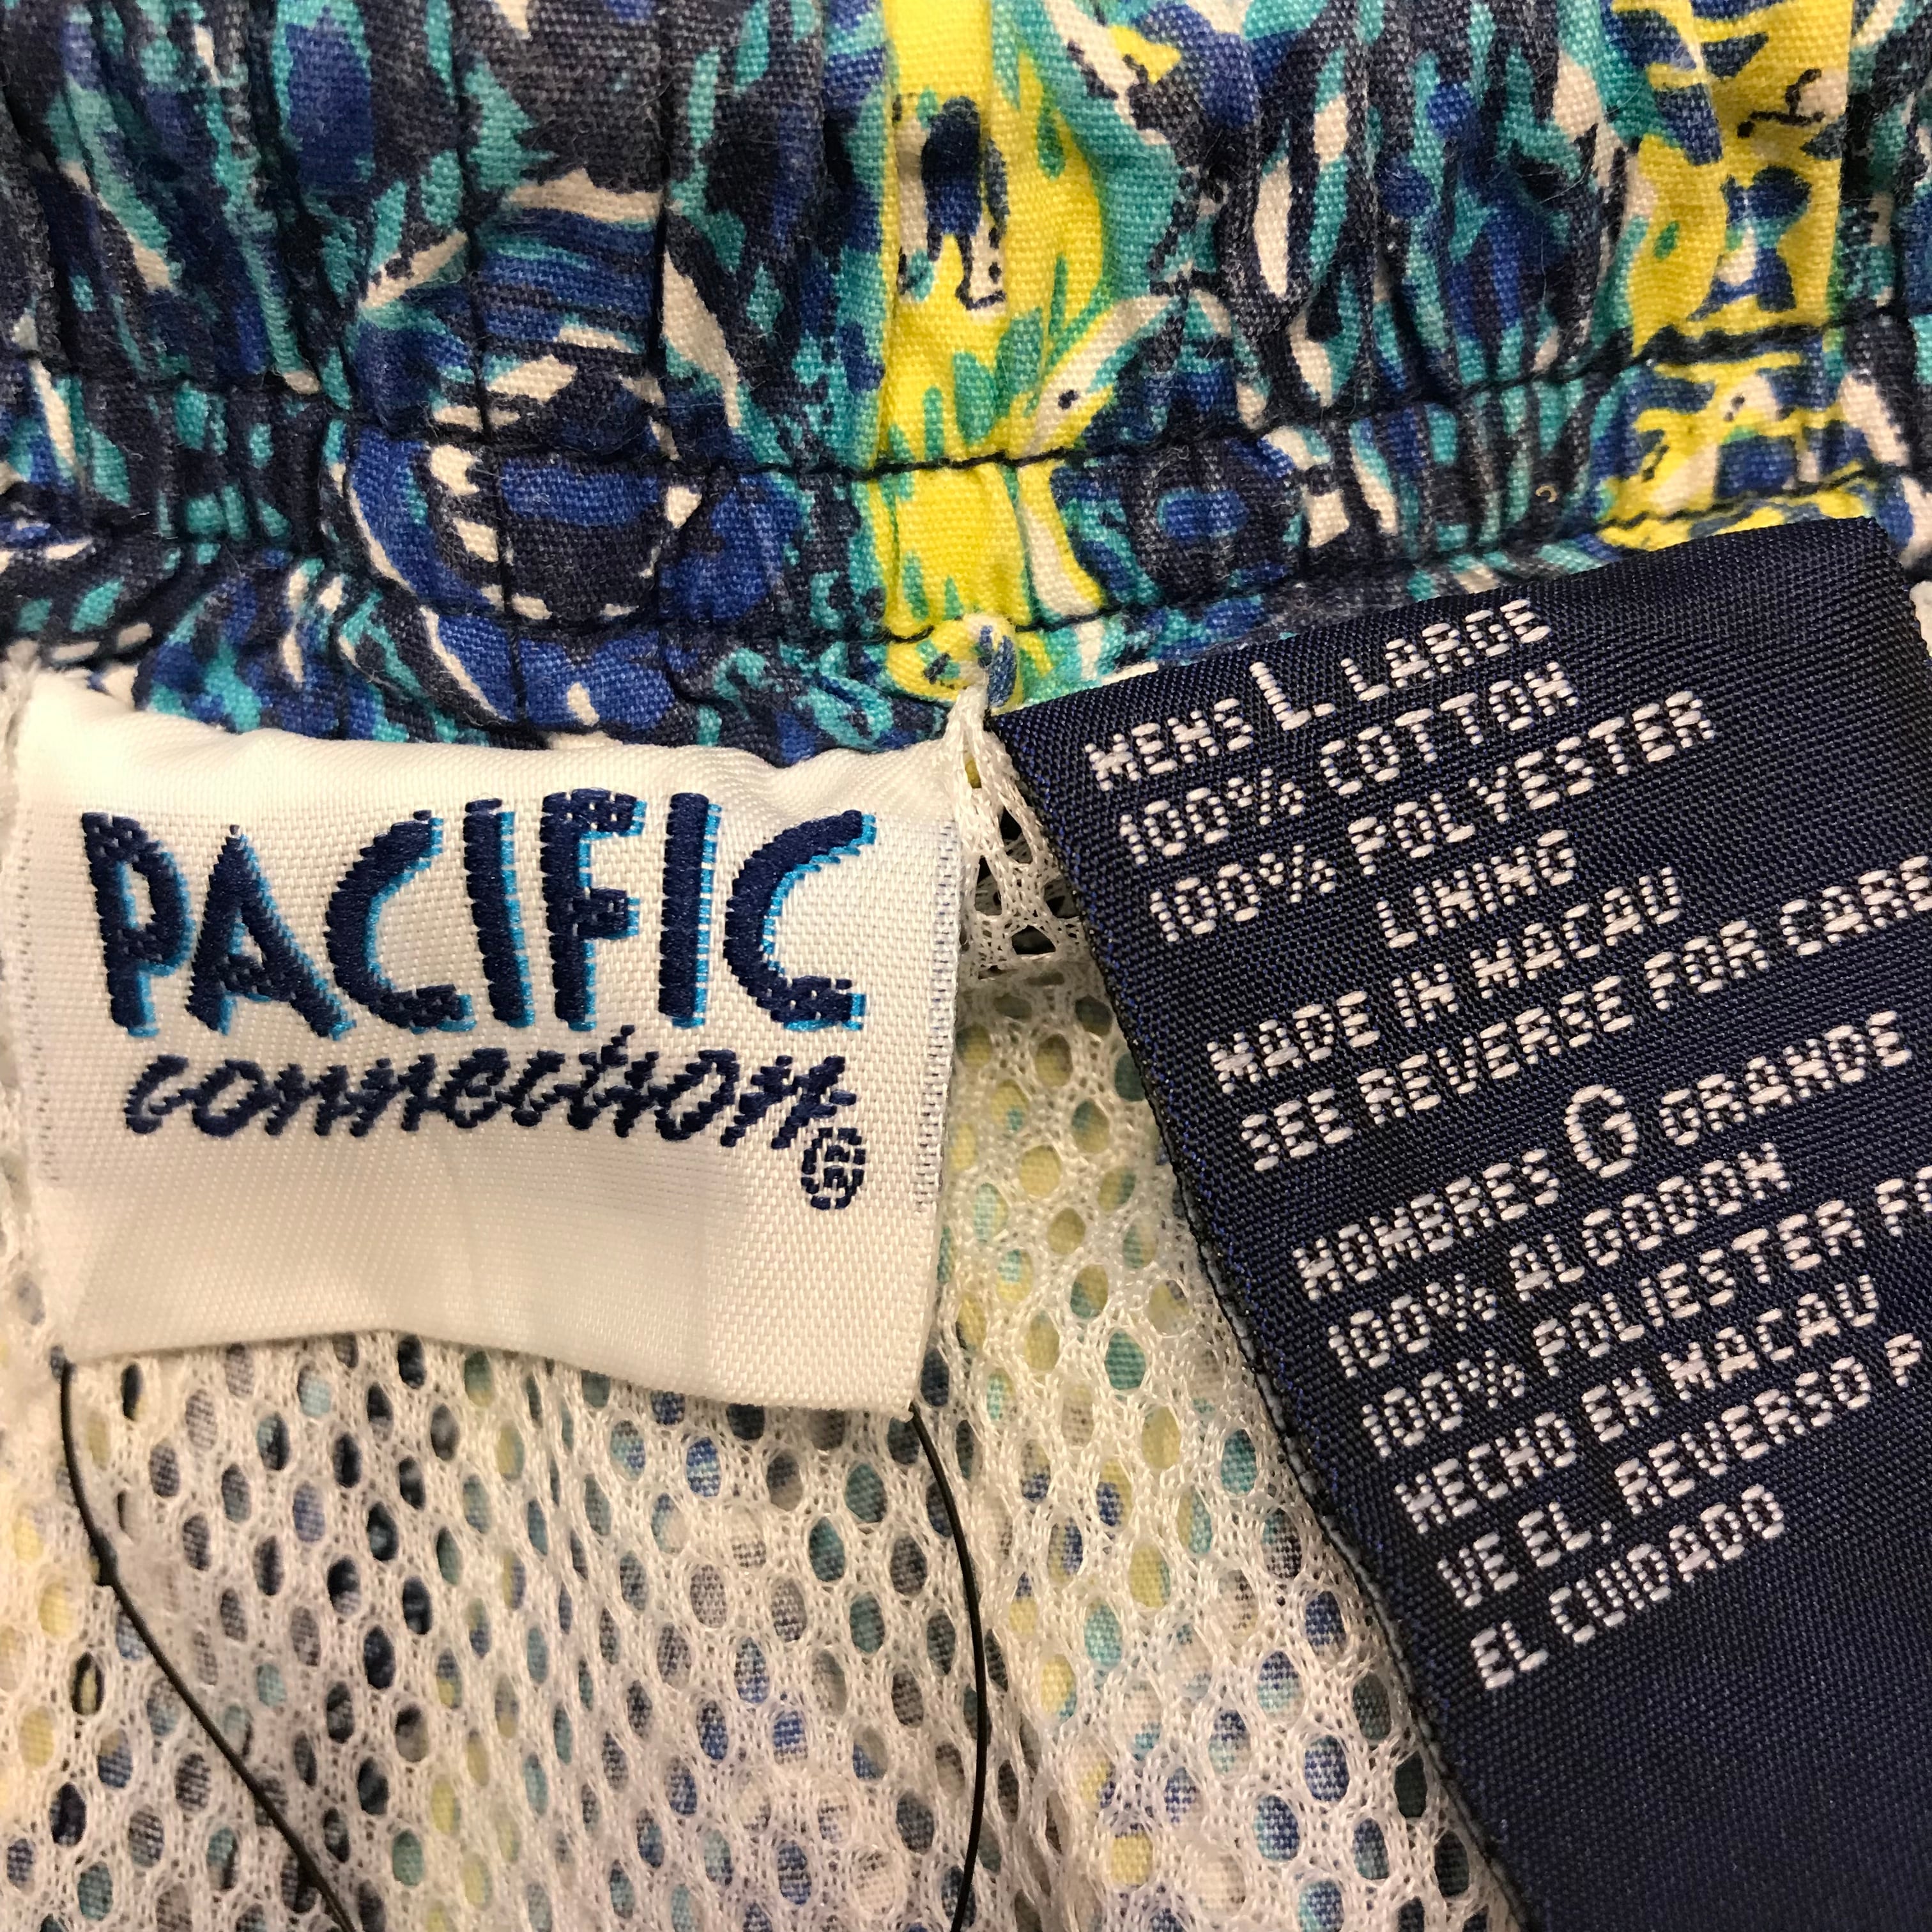 PACIFIC
connection®
MENS L. LARGE
100% COTTON
100% POLYESTER
LINING
MADE IN MACAU
SEE REVERSE FOR CARE
HOMBRES G GRANDE
100% ALGODON
100% POLIESTER
HECHO EN MACAU
DE EL. REVERSO
EL CUIDADO